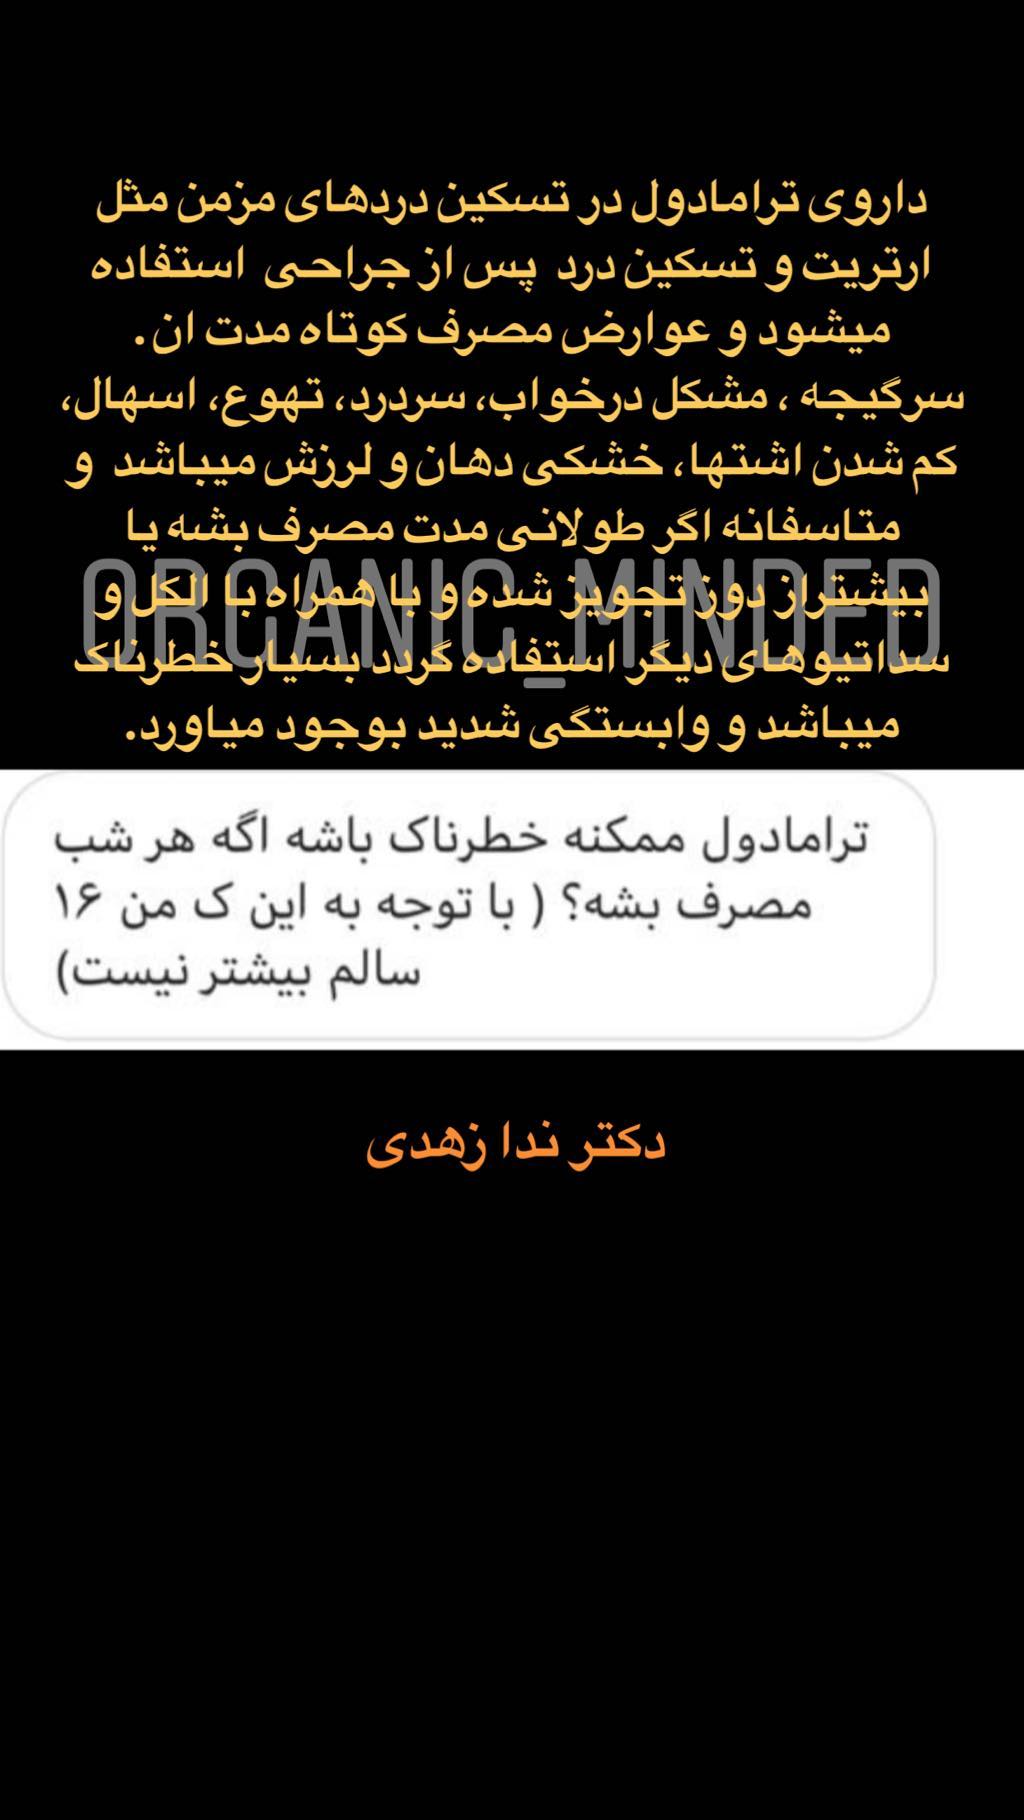 داروی ترامادول در تسکین دردهای مزمن مثل
ارتریت و تسکین درد پس از جراحی استفاده
میشود و عوارض مصرف کوتاه مدت ان.
سرگیجه ، مشکل درخواب، سردرد، تهوع، اسهال،
کم شدن اشتها، خشکی دهان و لرزش میباشد و
متاسفانه اگر طولانی مدت مصرف بشه یا
بیشتراز دوز تجویز شده و با همراه با الکل و
سداتیوهای دیگر استفاده گردد بسیار خطرناک
میباشد و وابستگی شدید بوجود میاورد.
ORGANIC_MINDED
ترامادول ممکنه خطرناک باشه اگه هر شب
مصرف بشه؟ ( با توجه به این ک من ۱۶
سالم بیشتر نیست)
دکتر ندا زهدی